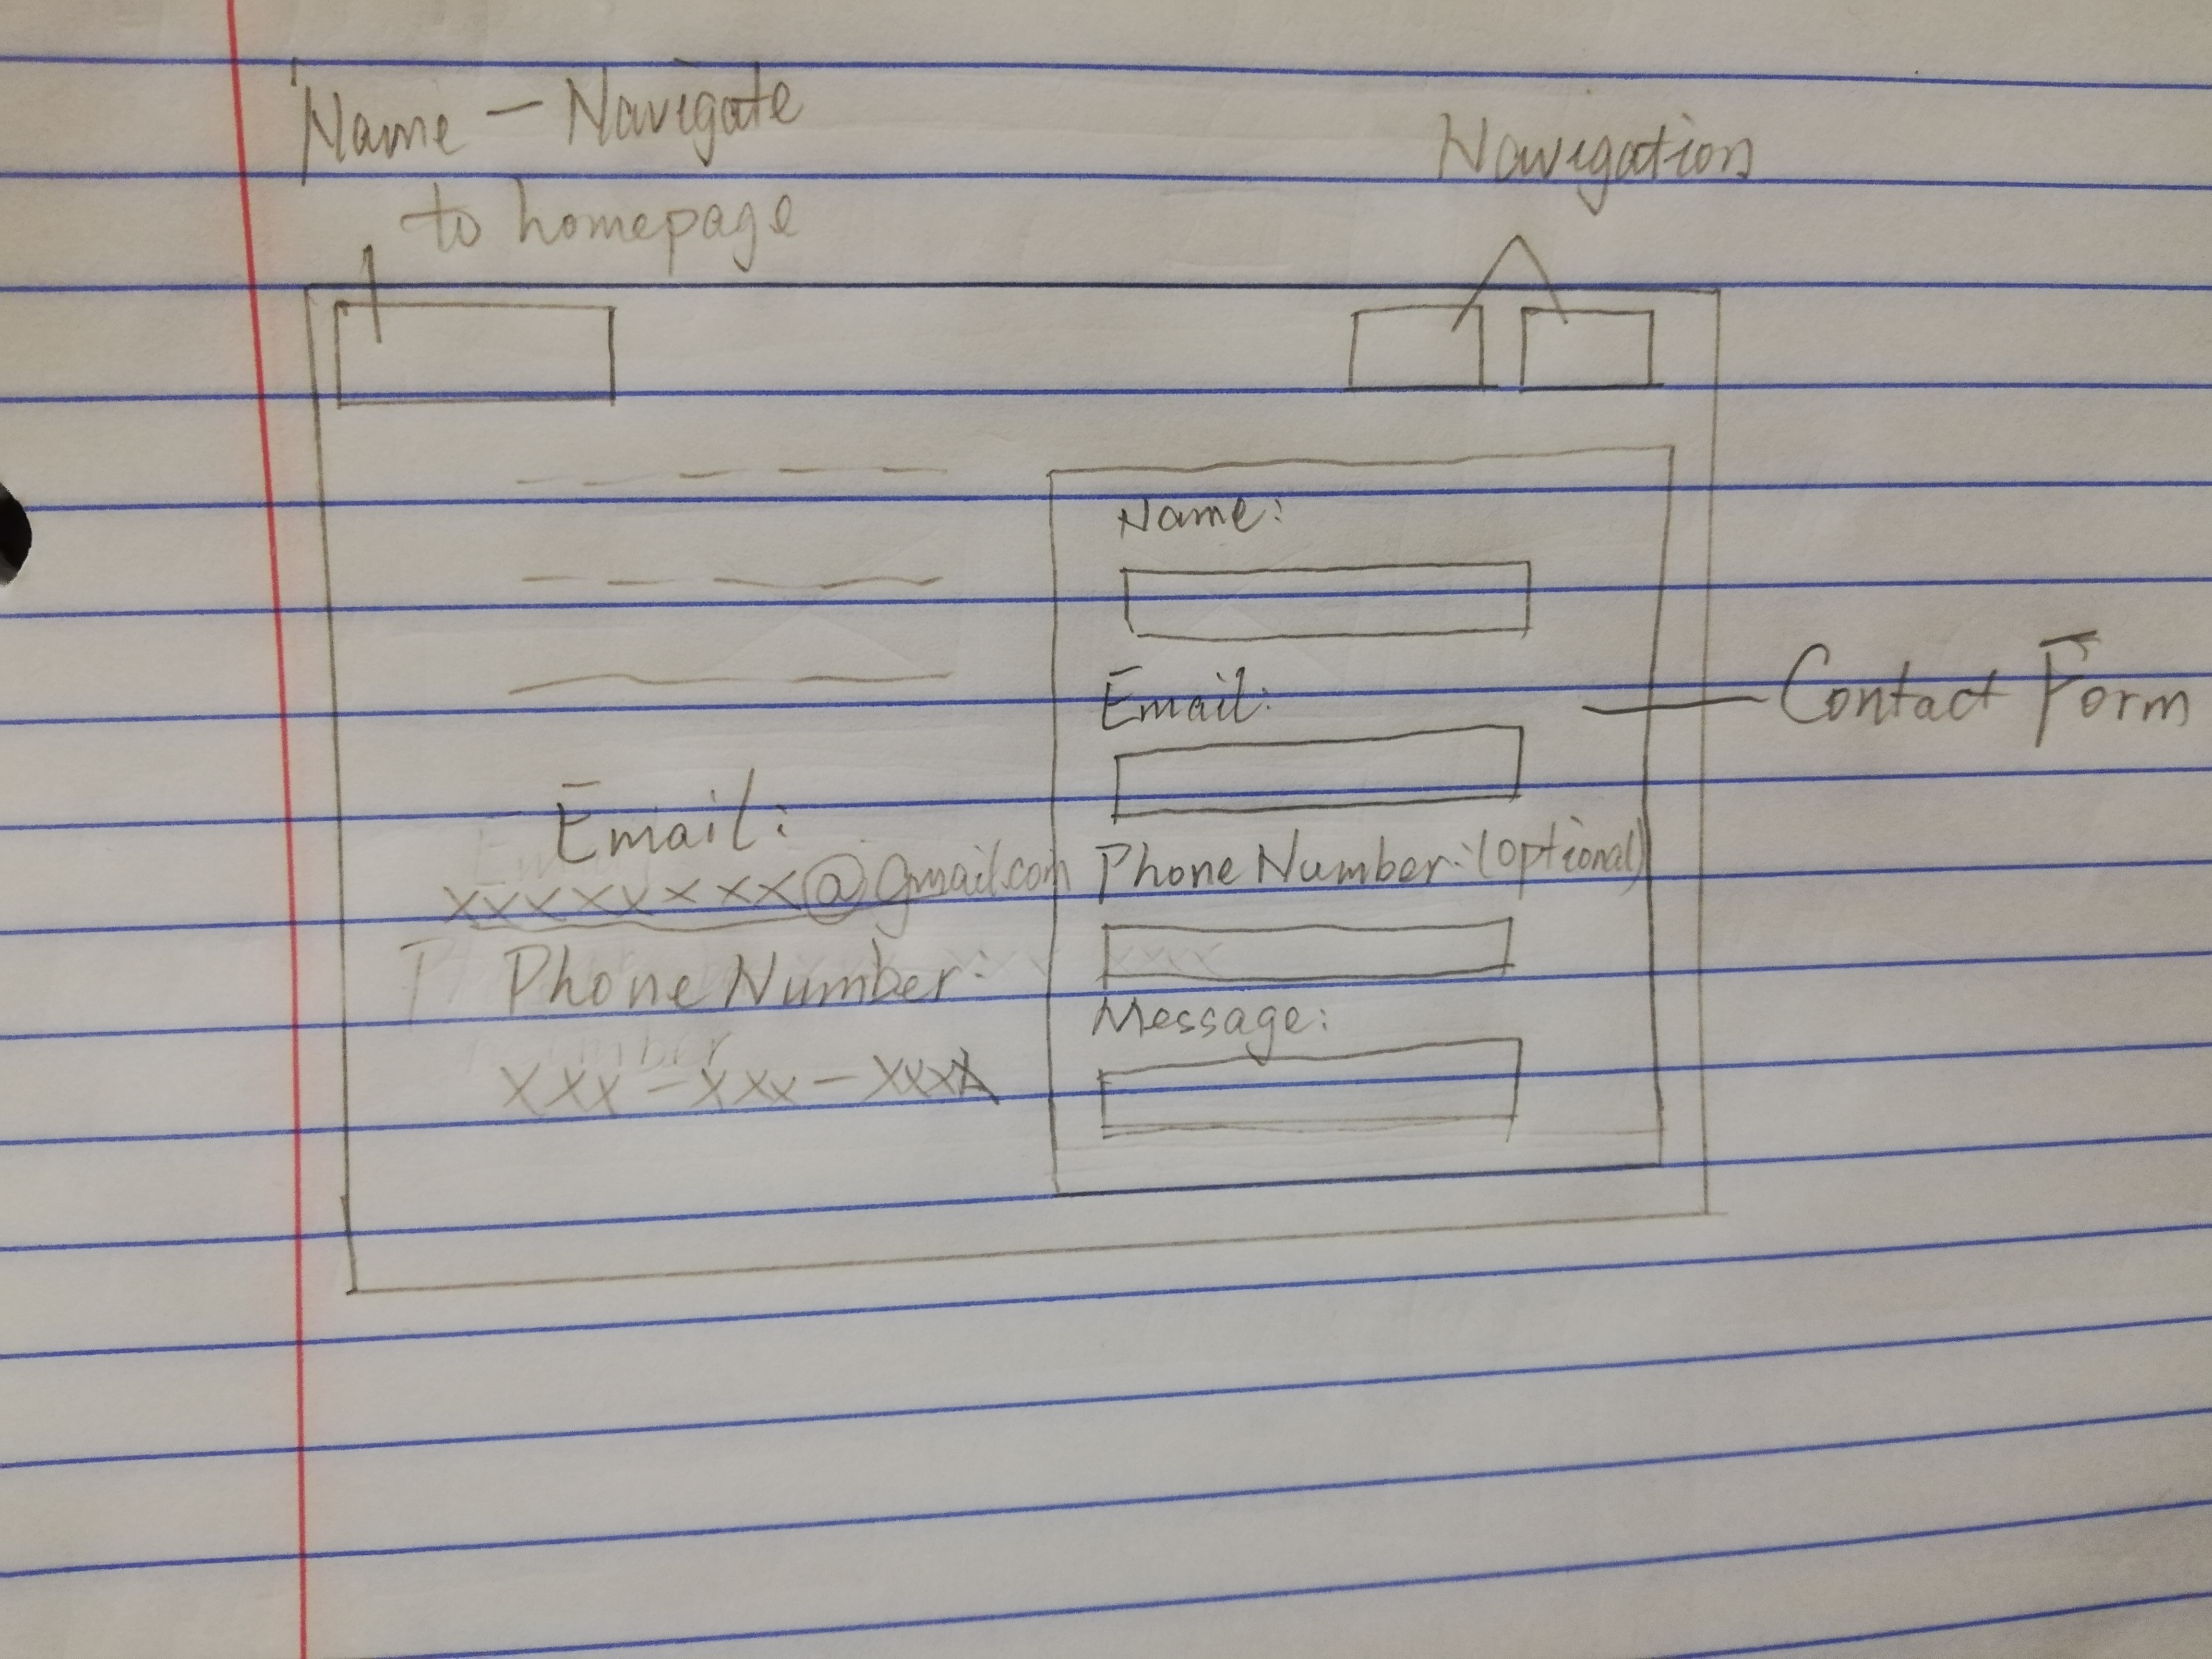 Name - Navigate
to homepage
Navigation
Email:
xxxxxxxx@gmail.com
Phone Number:
xxx-xxx-xxxx
Name:
Email:
Phone Number: (optional)
Message:
Contact Form